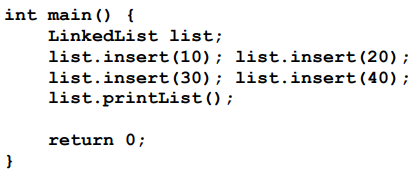 int main() {
    LinkedList list;
    list.insert(10); list.insert(20);
    list.insert(30); list.insert(40);
    list.printList();

    return 0;
}